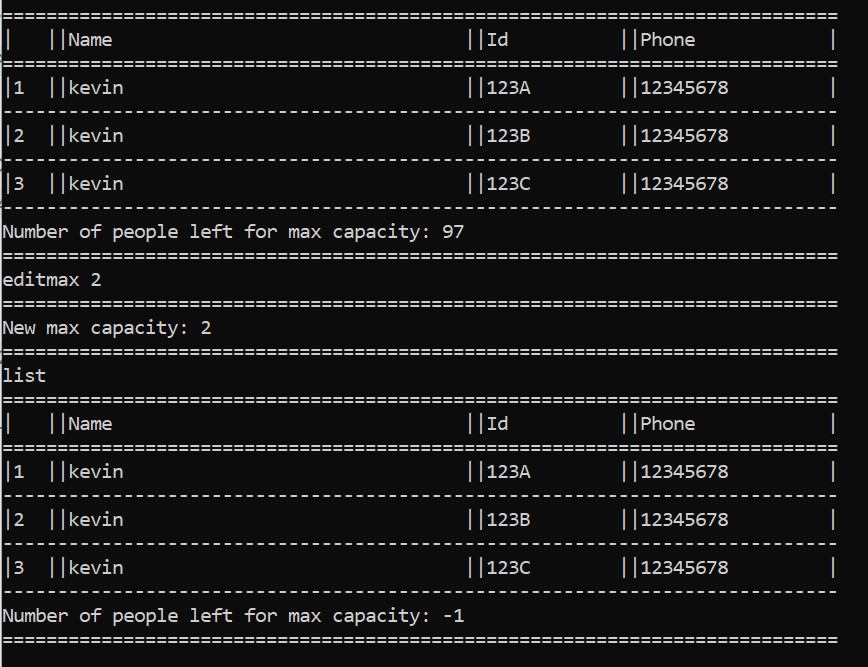 ============================================================================
|   ||Name                                ||Id          ||Phone            |
============================================================================
|1  ||kevin                               ||123A        ||12345678         |
----------------------------------------------------------------------------
|2  ||kevin                               ||123B        ||12345678         |
----------------------------------------------------------------------------
|3  ||kevin                               ||123C        ||12345678         |
----------------------------------------------------------------------------
Number of people left for max capacity: 97
============================================================================
editmax 2
============================================================================
New max capacity: 2
============================================================================
list
============================================================================
|   ||Name                                ||Id          ||Phone            |
============================================================================
|1  ||kevin                               ||123A        ||12345678         |
----------------------------------------------------------------------------
|2  ||kevin                               ||123B        ||12345678         |
----------------------------------------------------------------------------
|3  ||kevin                               ||123C        ||12345678         |
----------------------------------------------------------------------------
Number of people left for max capacity: -1
============================================================================